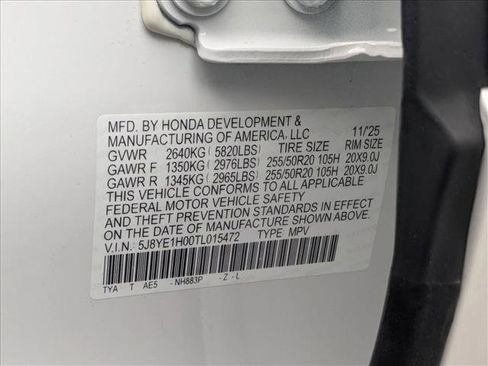 MFD. BY HONDA DEVELOPMENT & 11/25
MANUFACTURING OF AMERICA, LLC
GVWR 2640KG (5820LBS) TIRE SIZE RIM SIZE
GAWR F 1350KG (2976LBS) 255/50R20 105H 20X9.0J
GAWR R 1345KG (2965LBS) 255/50R20 105H 20X9.0J
THIS VEHICLE CONFORMS TO ALL APPLICABLE
FEDERAL MOTOR VEHICLE SAFETY
AND THEFT PREVENTION STANDARDS IN EFFECT
ON THE DATE OF MANUFACTURE SHOWN ABOVE.
V.I.N. 5J8YE1H00TL015472 TYPE: MPV
TYA T AE5 -NH883P -Z -L